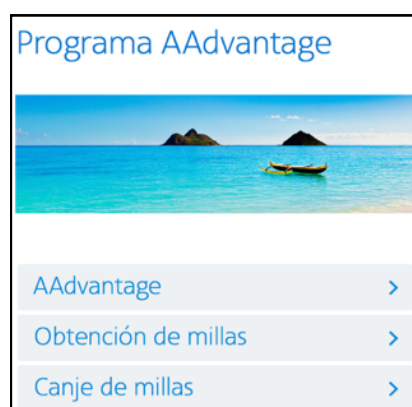 Programa AAdvantage
AAdvantage
Obtención de millas
Canje de millas